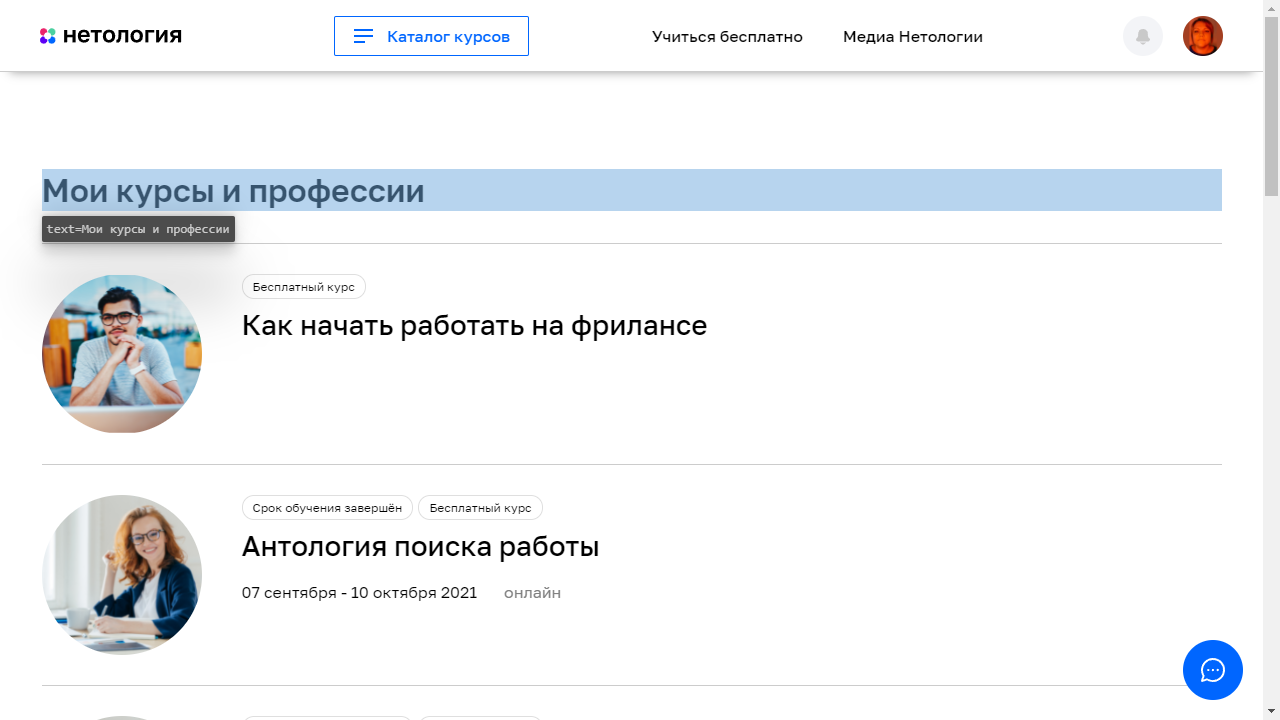 нетология
Каталог курсов
Учиться бесплатно
Медиа Нетологии
Мои курсы и профессии
text=Мои курсы и профессии
Бесплатный курс
Как начать работать на фрилансе
Срок обучения завершён
Бесплатный курс
Антология поиска работы
07 сентября - 10 октября 2021
онлайн